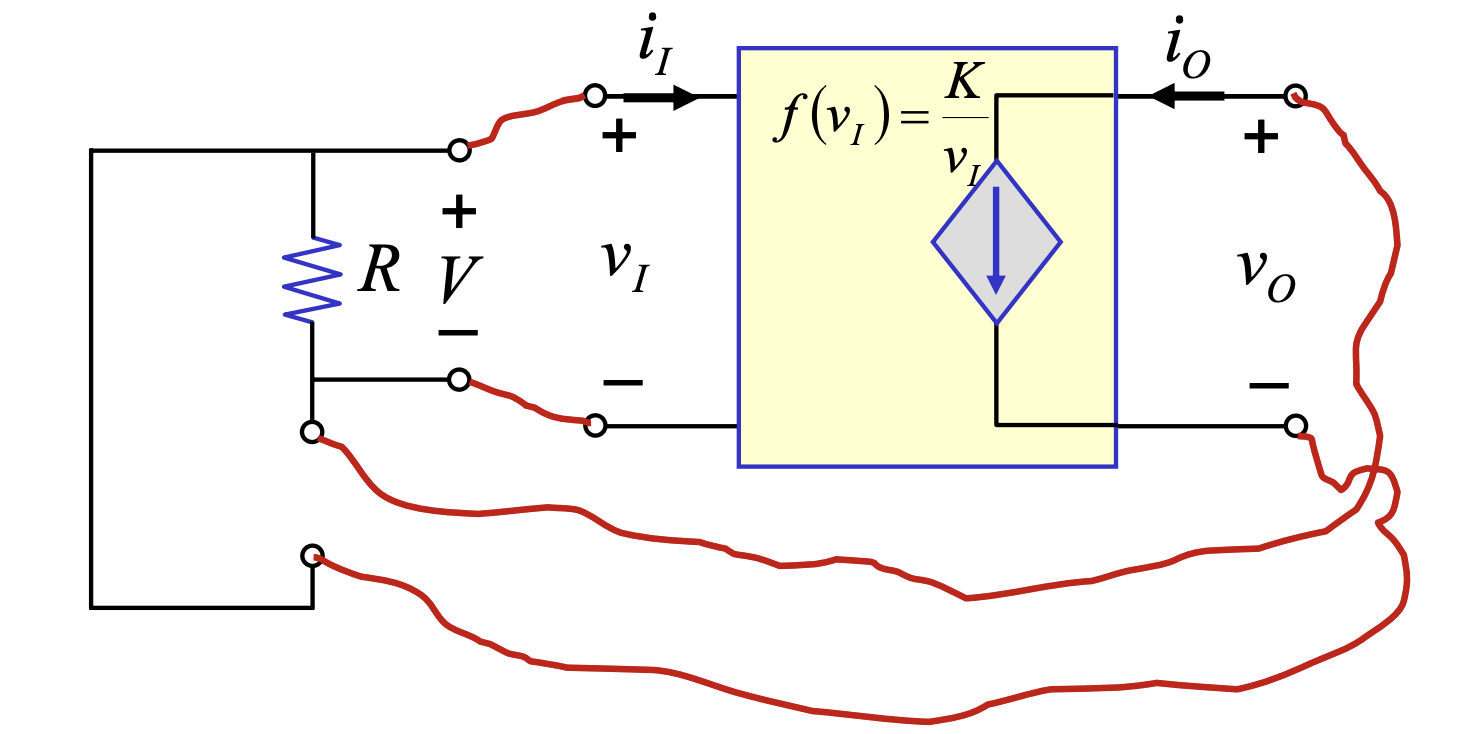 i_I
i_O
f(v_I) = K / v_I
+
+
+
R
V
v_I
v_O
−
−
−